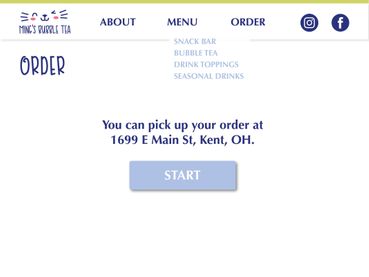 MING'S BUBBLE TEA
ABOUT
MENU
ORDER
SNACK BAR
BUBBLE TEA
DRINK TOPPINGS
SEASONAL DRINKS
ORDER
You can pick up your order at
1699 E Main St, Kent, OH.
START